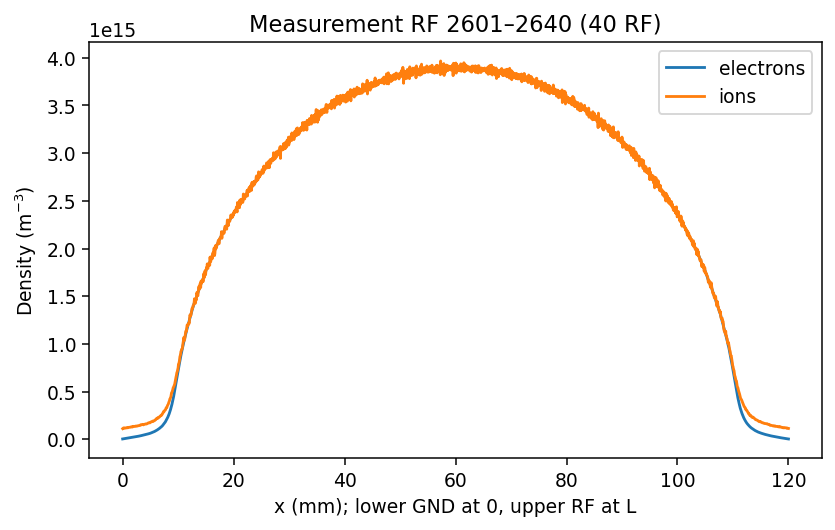 Measurement RF 2601–2640 (40 RF)
1e15
electrons
ions
4.0
3.5
3.0
2.5
2.0
1.5
1.0
0.5
0.0
Density (m⁻³)
0 20 40 60 80 100 120
x (mm); lower GND at 0, upper RF at L